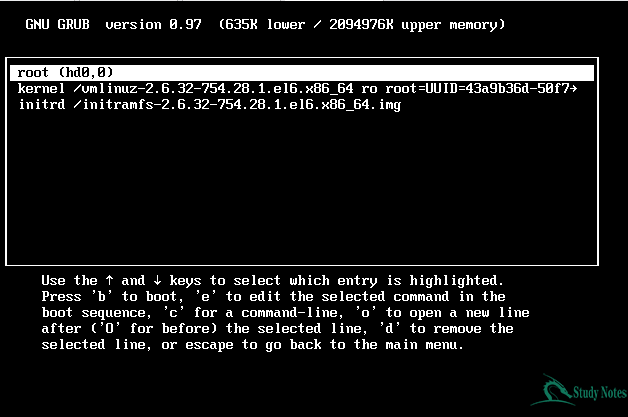 GNU GRUB  version 0.97  (635K lower / 2094976K upper memory)
root (hd0,0)
kernel /vmlinuz-2.6.32-754.28.1.el6.x86_64 ro root=UUID=43a9b36d-50f7→
initrd /initramfs-2.6.32-754.28.1.el6.x86_64.img
Use the ↑ and ↓ keys to select which entry is highlighted.
Press 'b' to boot, 'e' to edit the selected command in the
boot sequence, 'c' for a command-line, 'o' to open a new line
after ('O' for before) the selected line, 'd' to remove the
selected line, or escape to go back to the main menu.
Study Notes